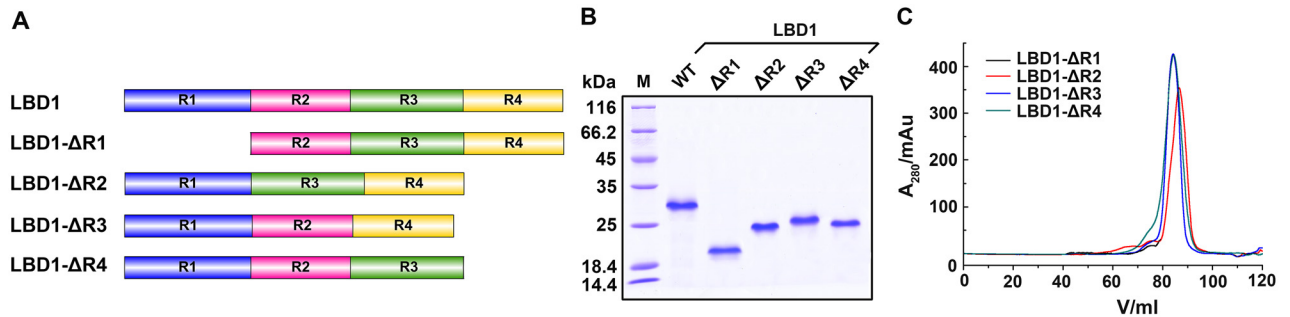 A
LBD1 R1 R2 R3 R4
LBD1-ΔR1 R2 R3 R4
LBD1-ΔR2 R1 R3 R4
LBD1-ΔR3 R1 R2 R4
LBD1-ΔR4 R1 R2 R3
B
LBD1
kDa M WT ΔR1 ΔR2 ΔR3 ΔR4
116
66.2
45
35
25
18.4
14.4
C
LBD1-ΔR1
LBD1-ΔR2
LBD1-ΔR3
LBD1-ΔR4
A280/mAu
400
300
200
100
0
0 20 40 60 80 100 120
V/ml